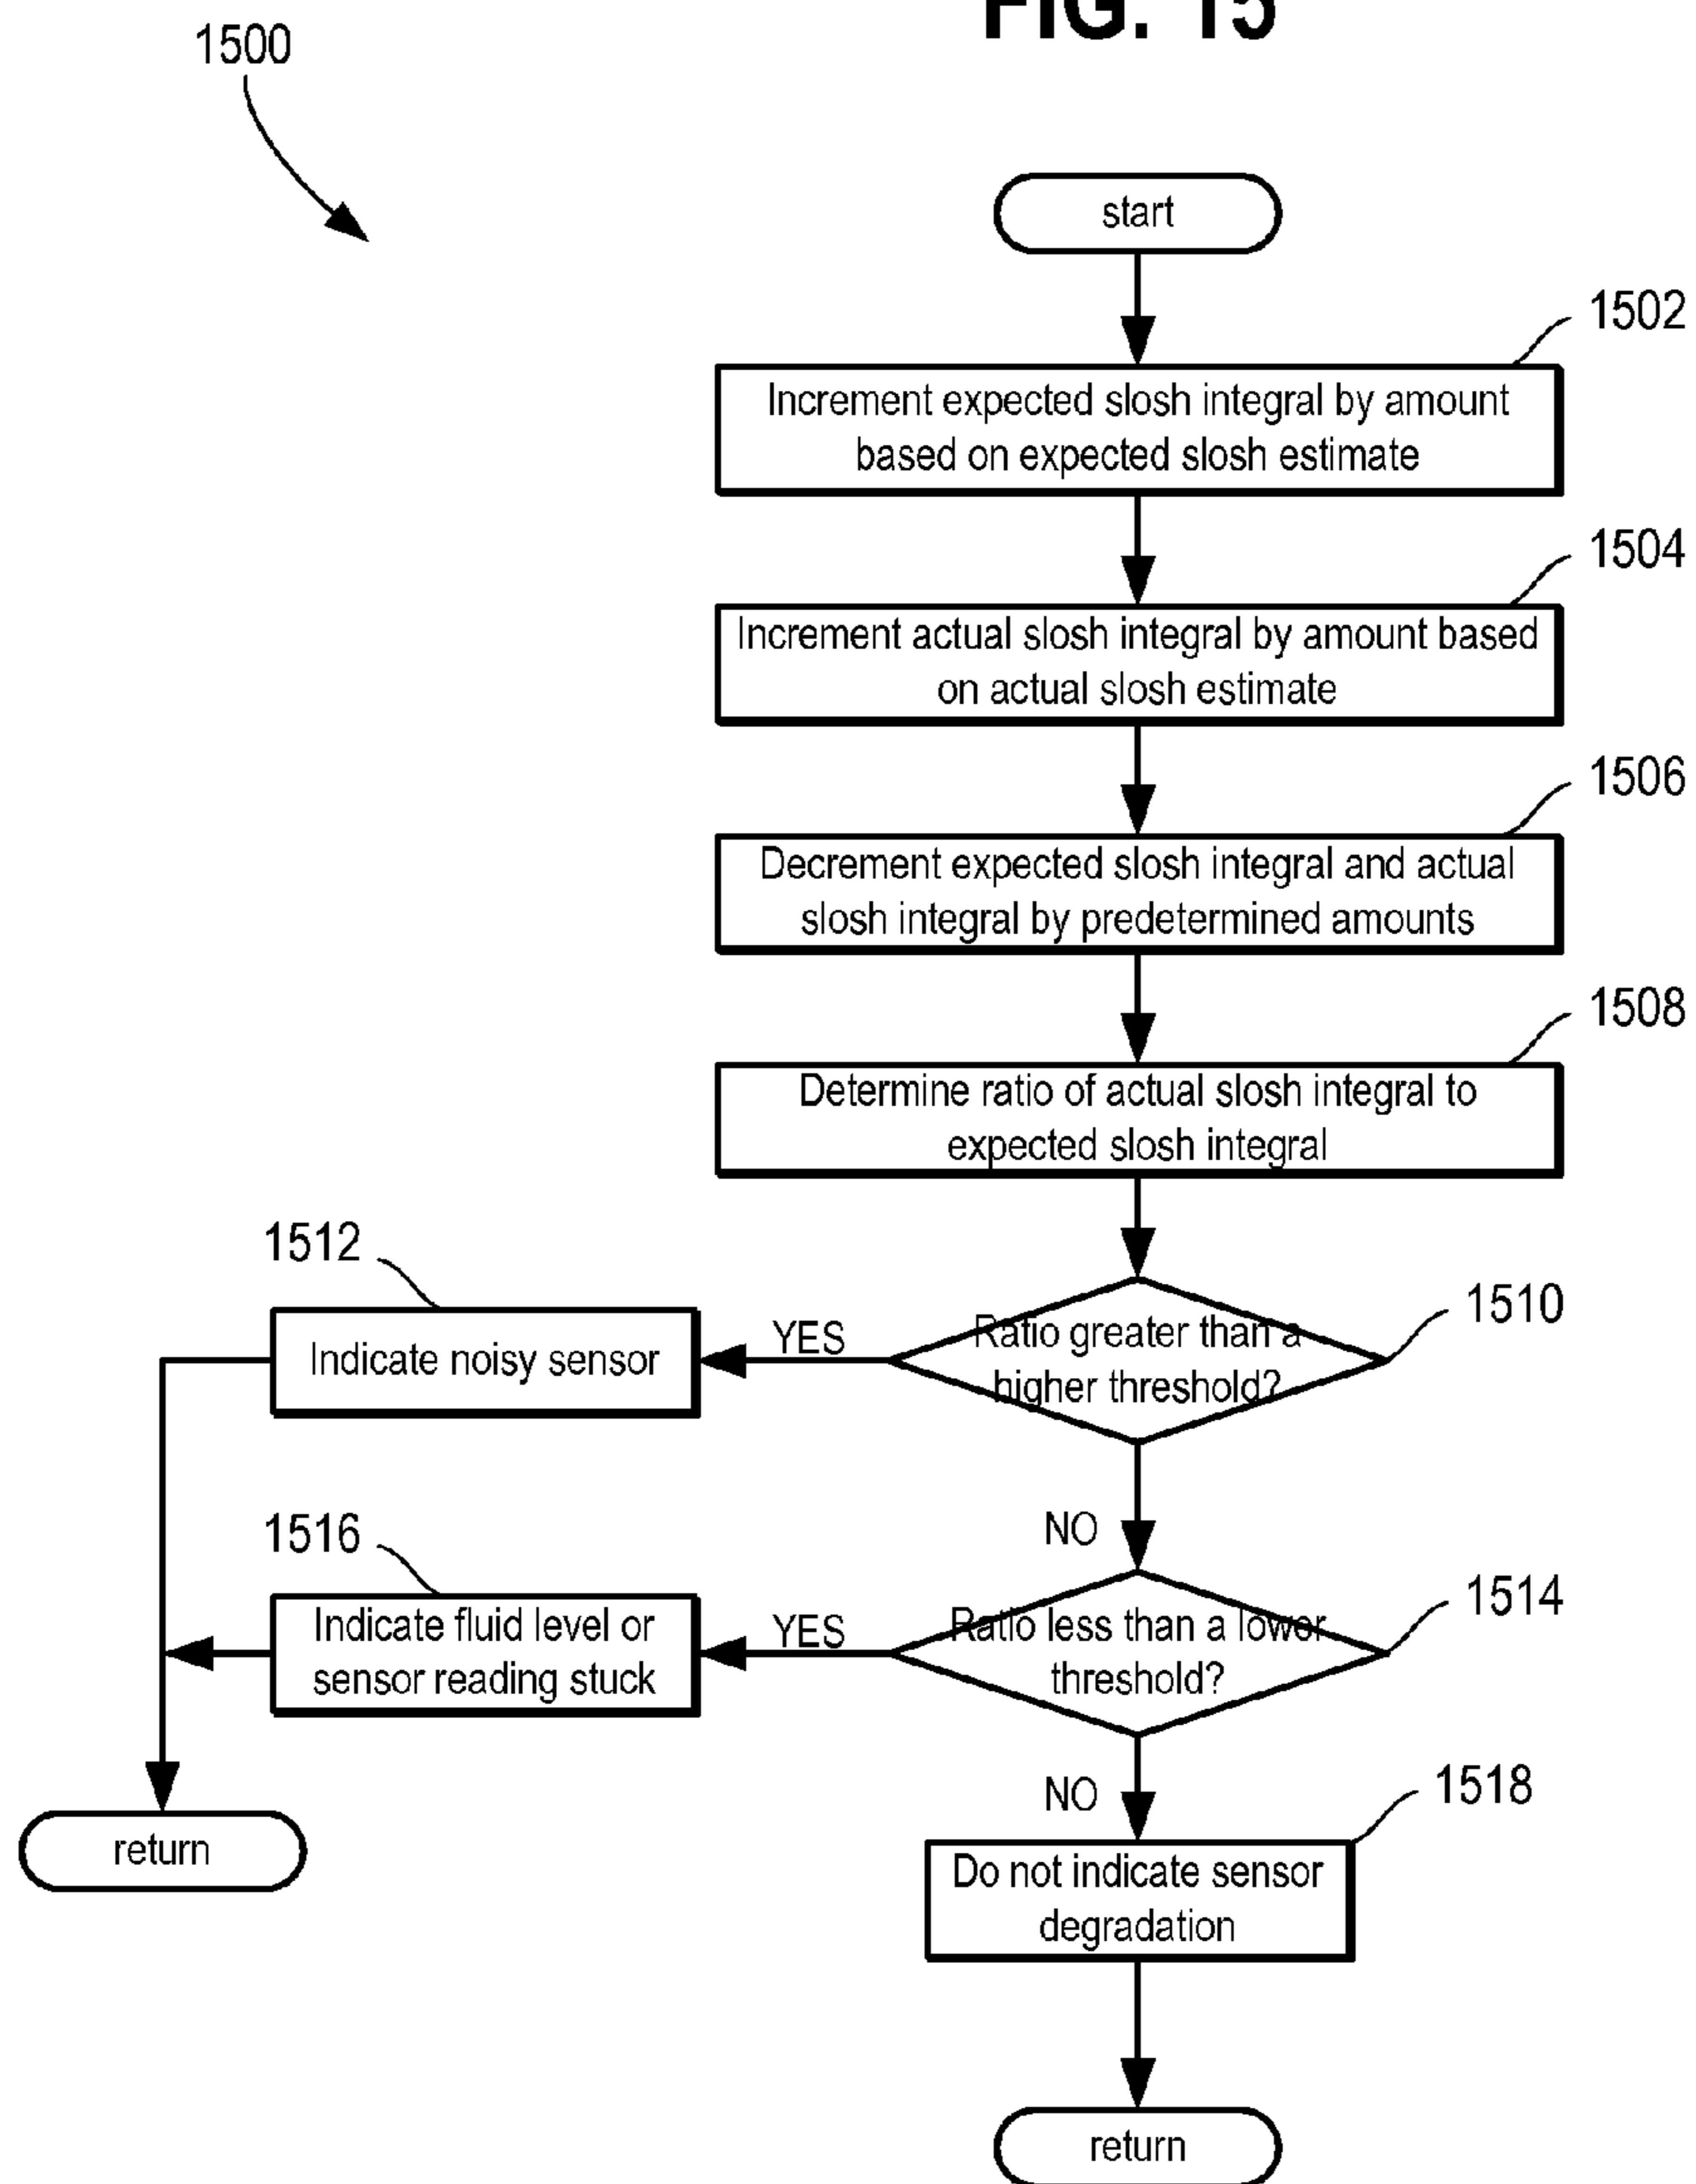 FIG. 15
1500
start
1502
Increment expected slosh integral by amount
based on expected slosh estimate
1504
Increment actual slosh integral by amount based
on actual slosh estimate
1506
Decrement expected slosh integral and actual
slosh integral by predetermined amounts
1508
Determine ratio of actual slosh integral to
expected slosh integral
1510
Ratio greater than a
higher threshold?
YES
1512
Indicate noisy sensor
NO
1514
Ratio less than a lower
threshold?
YES
1516
Indicate fluid level or
sensor reading stuck
return
NO
1518
Do not indicate sensor
degradation
return